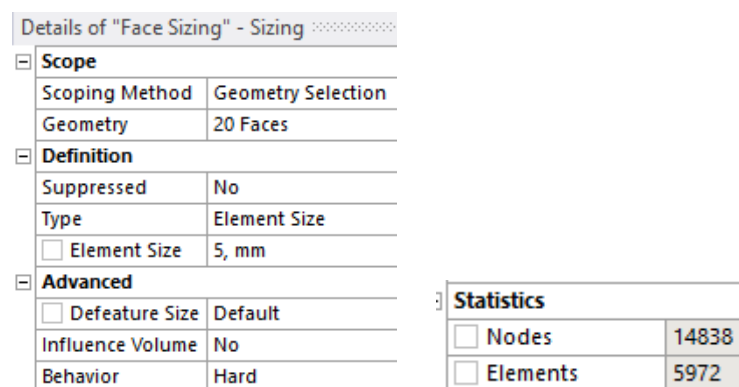 Details of "Face Sizing" - Sizing
Scope
Scoping Method Geometry Selection
Geometry 20 Faces
Definition
Suppressed No
Type Element Size
Element Size 5, mm
Advanced
Defeature Size Default
Influence Volume No
Behavior Hard
Statistics
Nodes 14838
Elements 5972